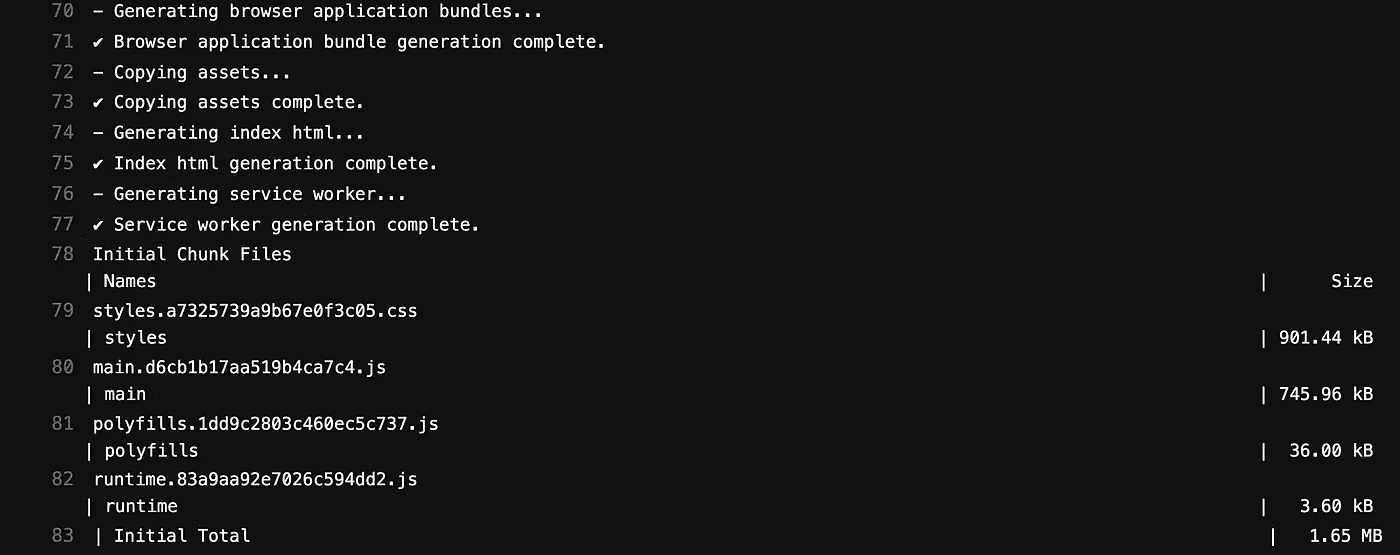 70 – Generating browser application bundles...
71 ✔ Browser application bundle generation complete.
72 – Copying assets...
73 ✔ Copying assets complete.
74 – Generating index html...
75 ✔ Index html generation complete.
76 – Generating service worker...
77 ✔ Service worker generation complete.
78 Initial Chunk Files
| Names | Size
79 styles.a7325739a9b67e0f3c05.css
| styles | 901.44 kB
80 main.d6cb1b17aa519b4ca7c4.js
| main | 745.96 kB
81 polyfills.1dd9c2803c460ec5c737.js
| polyfills | 36.00 kB
82 runtime.83a9aa92e7026c594dd2.js
| runtime | 3.60 kB
83 | Initial Total | 1.65 MB